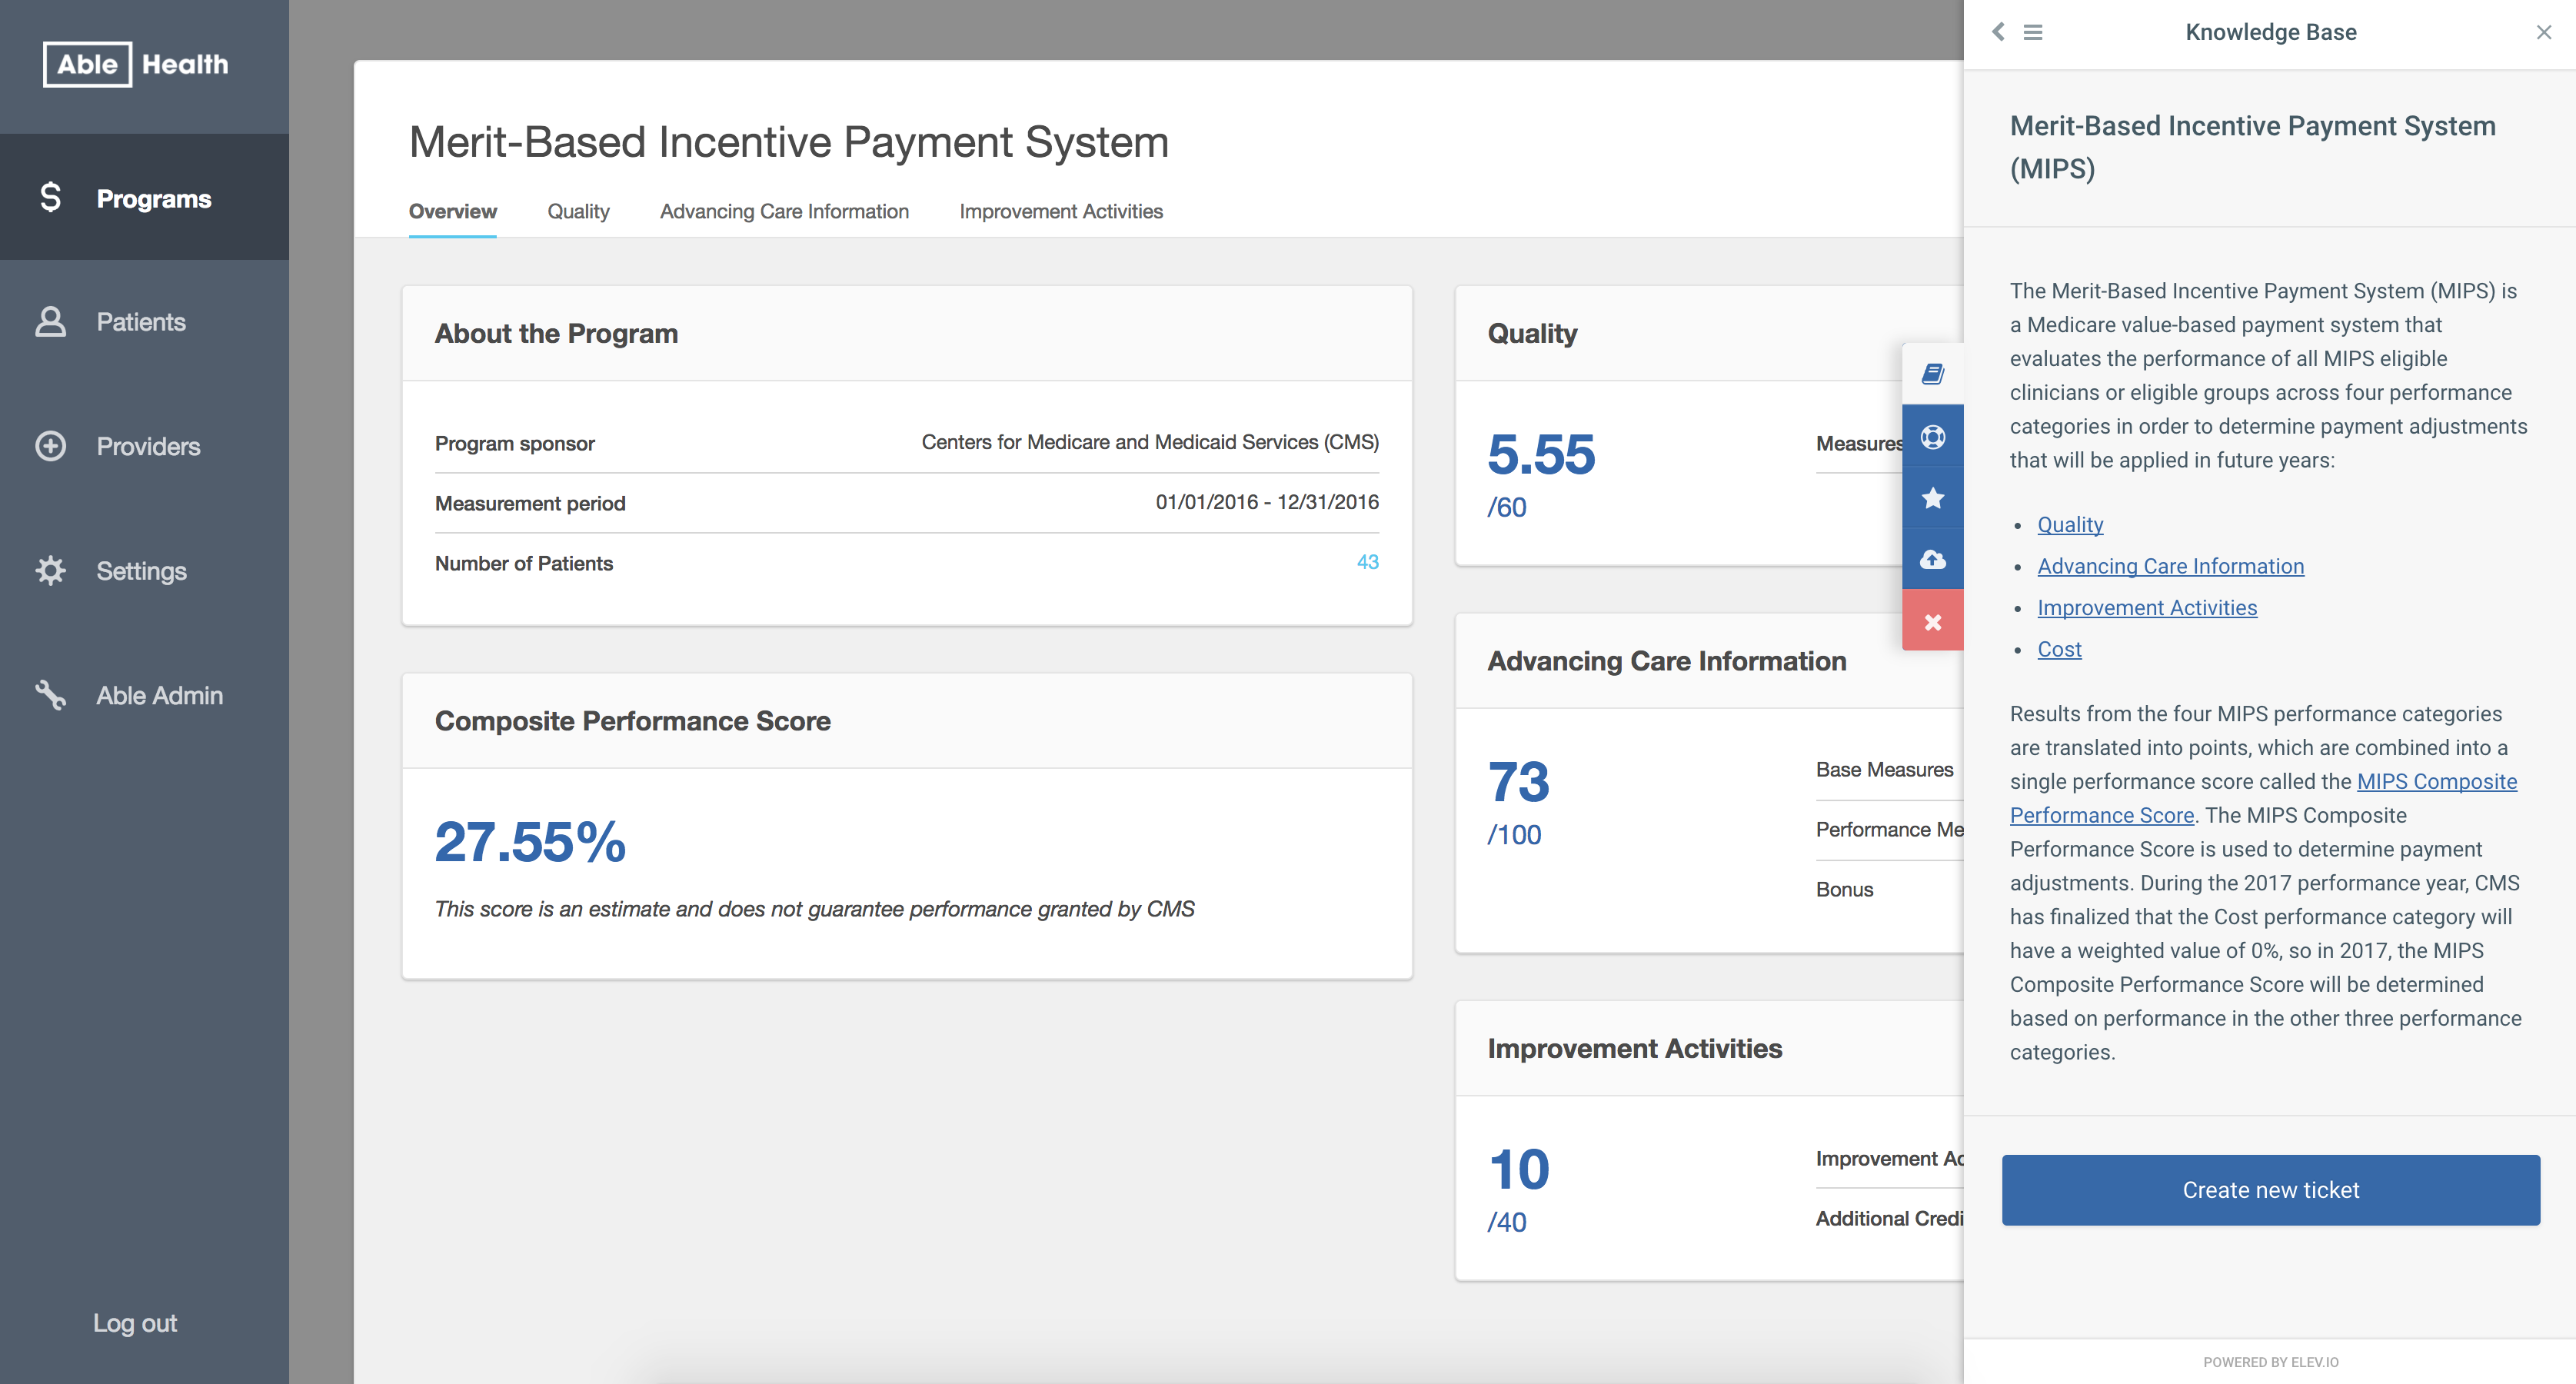 Able Health
Programs
Patients
Providers
Settings
Able Admin
Log out
Merit-Based Incentive Payment System
Overview Quality Advancing Care Information Improvement Activities
About the Program
Program sponsor Centers for Medicare and Medicaid Services (CMS)
Measurement period 01/01/2016 - 12/31/2016
Number of Patients 43
Composite Performance Score
27.55%
This score is an estimate and does not guarantee performance granted by CMS
Quality
5.55
/60
Measures
Advancing Care Information
73
/100
Base Measures
Performance Me
Bonus
Improvement Activities
10
/40
Improvement Ac
Additional Credi
Knowledge Base
Merit-Based Incentive Payment System
(MIPS)
The Merit-Based Incentive Payment System (MIPS) is
a Medicare value-based payment system that
evaluates the performance of all MIPS eligible
clinicians or eligible groups across four performance
categories in order to determine payment adjustments
that will be applied in future years:
• Quality
• Advancing Care Information
• Improvement Activities
• Cost
Results from the four MIPS performance categories
are translated into points, which are combined into a
single performance score called the MIPS Composite
Performance Score. The MIPS Composite
Performance Score is used to determine payment
adjustments. During the 2017 performance year, CMS
has finalized that the Cost performance category will
have a weighted value of 0%, so in 2017, the MIPS
Composite Performance Score will be determined
based on performance in the other three performance
categories.
Create new ticket
POWERED BY ELEV.IO